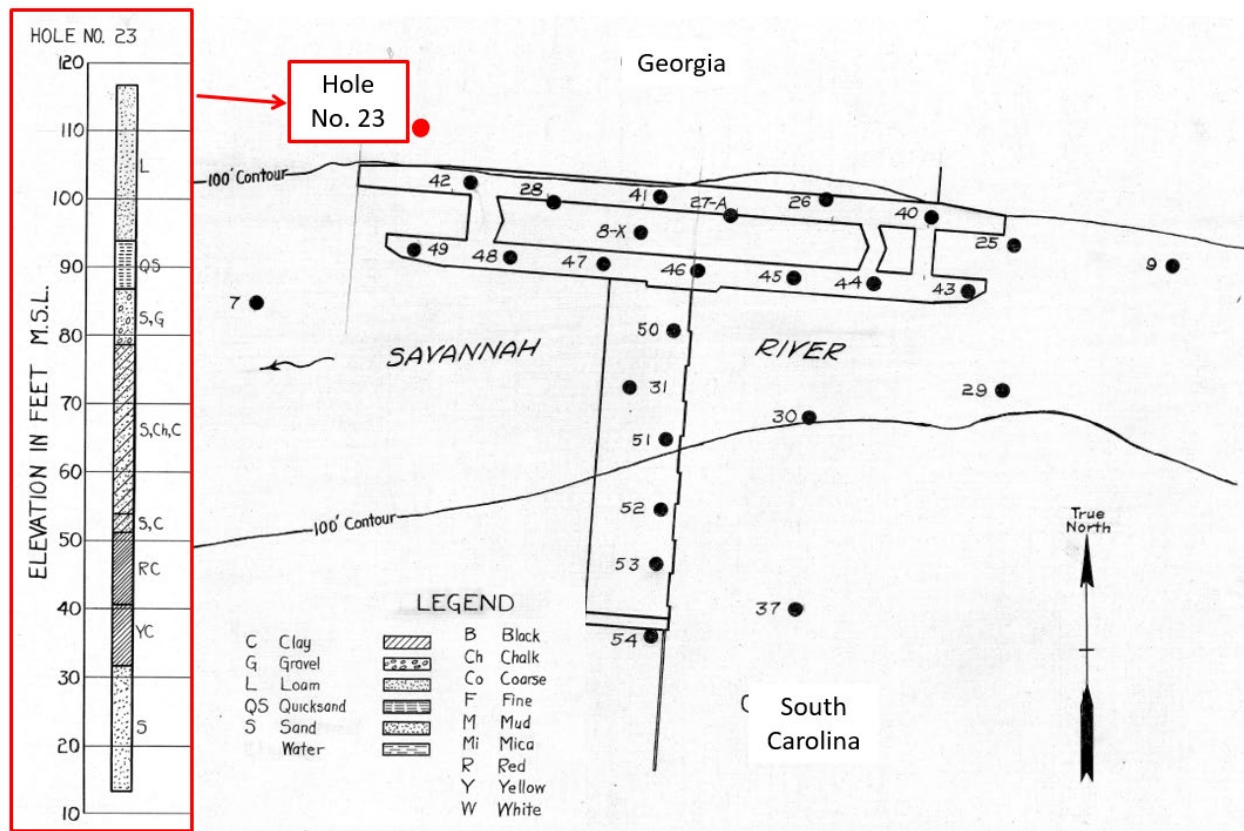 HOLE NO. 23
120
110
100
90
80
70
60
50
40
30
20
10
ELEVATION IN FEET M.S.L.
L
QS
S,G
S,Ch,C
S,C
RC
YC
S
Hole
No. 23
Georgia
100' Contour
42
28
41
27-A
26
40
8-X
25
9
49
48
47
46
45
44
43
7
50
SAVANNAH RIVER
31
29
30
51
100' Contour
52
53
True
North
37
54
LEGEND
C Clay
G Gravel
L Loam
QS Quicksand
S Sand
Water
B Black
Ch Chalk
Co Coarse
F Fine
M Mud
Mi Mica
R Red
Y Yellow
W White
South
Carolina